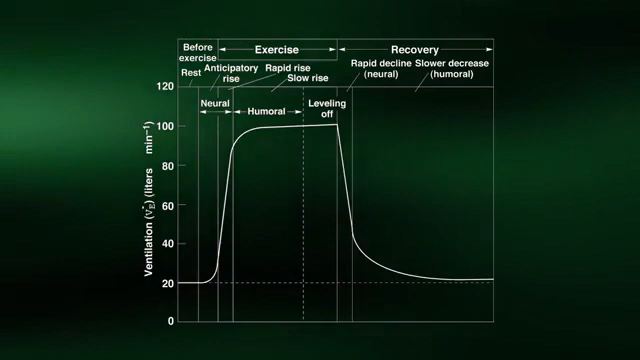 Before
exercise
Exercise
Recovery
Rest
Anticipatory
rise
Rapid rise
Slow rise
Rapid decline
(neural)
Slower decrease
(humoral)
Neural
Humoral
Leveling
off
Ventilation (V̇E) (liters min–1)
120
100
80
60
40
20
0